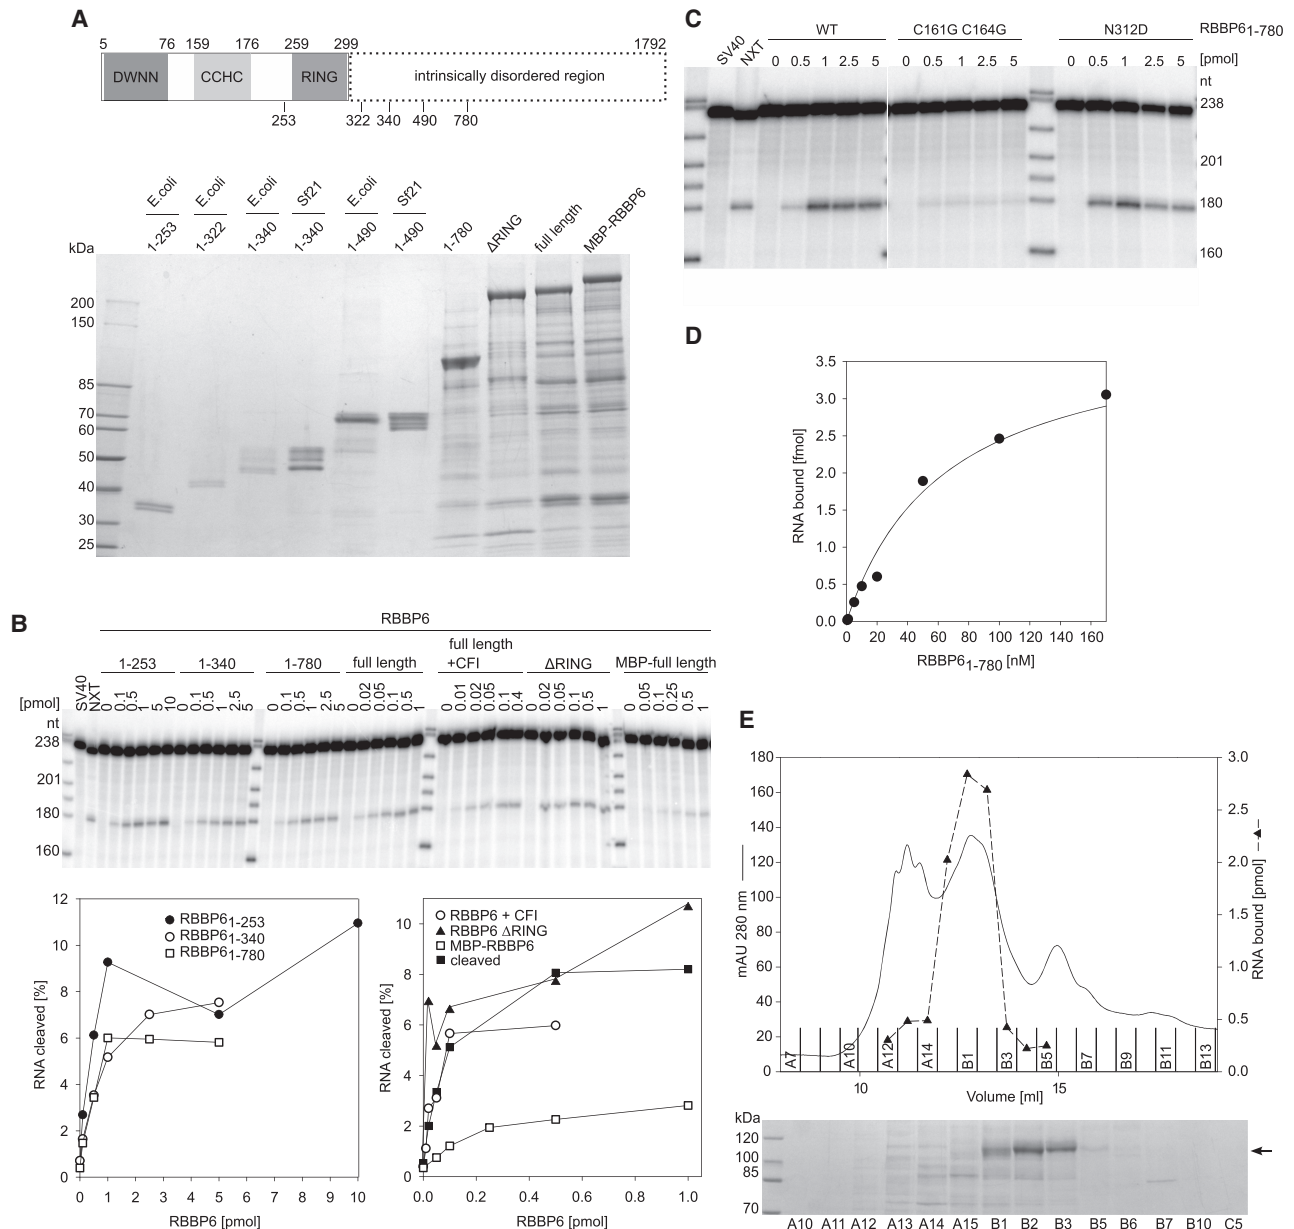 A
5 76 159 176 259 299 1792
DWNN CCHC RING intrinsically disordered region
253 322 340 490 780
E.coli E.coli E.coli Sf21 E.coli Sf21
1-253 1-322 1-340 1-340 1-490 1-490 1-780 ΔRING full length MBP-RBBP6
kDa
200
150
85
70
60
50
40
30
25
B
RBBP6
1-253 1-340 1-780 full length full length +CFI ΔRING MBP-full length
[pmol] SV40 NXT 0 0.1 0.5 1 5 10 0 0.1 0.5 1 2.5 5 0 0.1 0.5 1 2.5 5 0 0.02 0.05 0.1 0.5 1 0 0.01 0.02 0.05 0.1 0.4 0 0.02 0.05 0.1 0.5 1 0 0.05 0.1 0.25 0.5 1
nt
238
201
180
160
RNA cleaved [%]
12
10
8
6
4
2
0
RBBP6 1-253
RBBP6 1-340
RBBP6 1-780
0 1 2 3 4 5 6 7 8 9 10
RBBP6 [pmol]
RNA cleaved [%]
10
8
6
4
2
0
RBBP6 + CFI
RBBP6 ΔRING
MBP-RBBP6
cleaved
0.0 0.2 0.4 0.6 0.8 1.0
RBBP6 [pmol]
C
SV40 NXT WT C161G C164G N312D RBBP6 1-780
0 0.5 1 2.5 5 0 0.5 1 2.5 5 0 0.5 1 2.5 5 [pmol]
nt
238
201
180
160
D
RNA bound [fmol]
3.5
3.0
2.5
2.0
1.5
1.0
0.5
0.0
0 20 40 60 80 100 120 140 160
RBBP6 1-780 [nM]
E
mAU 280 nm
180
160
140
120
100
80
60
40
20
0
A7 A10 A12 A14 B1 B3 B5 B7 B9 B11 B13
10 15
Volume [ml]
3.0
2.5
2.0
1.5
1.0
0.5
0.0
RNA bound [pmol]
kDa
120
100
85
70
A10 A11 A12 A13 A14 A15 B1 B2 B3 B5 B6 B7 B10 C5